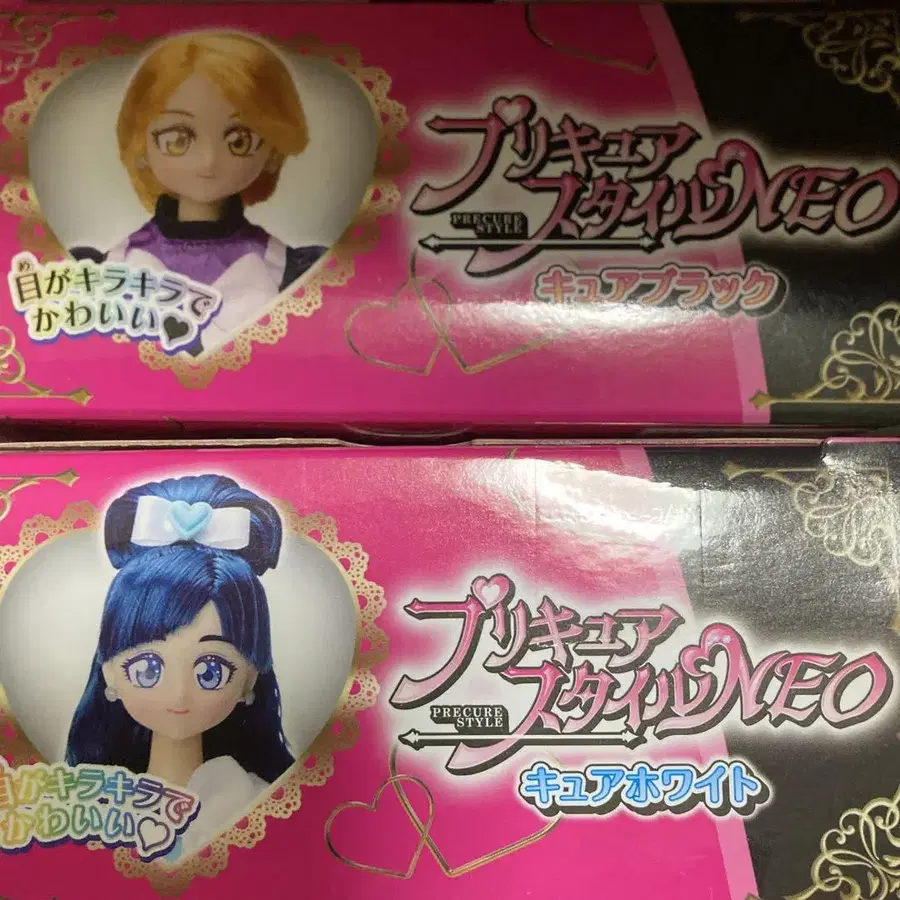 プリキュア
スタイルNEO
PRECURE
STYLE
キュアブラック
目がキラキラで
め
かわいい♥
プリキュア
スタイルNEO
PRECURE
STYLE
キュアホワイト
目がキラキラで
かわいい♡